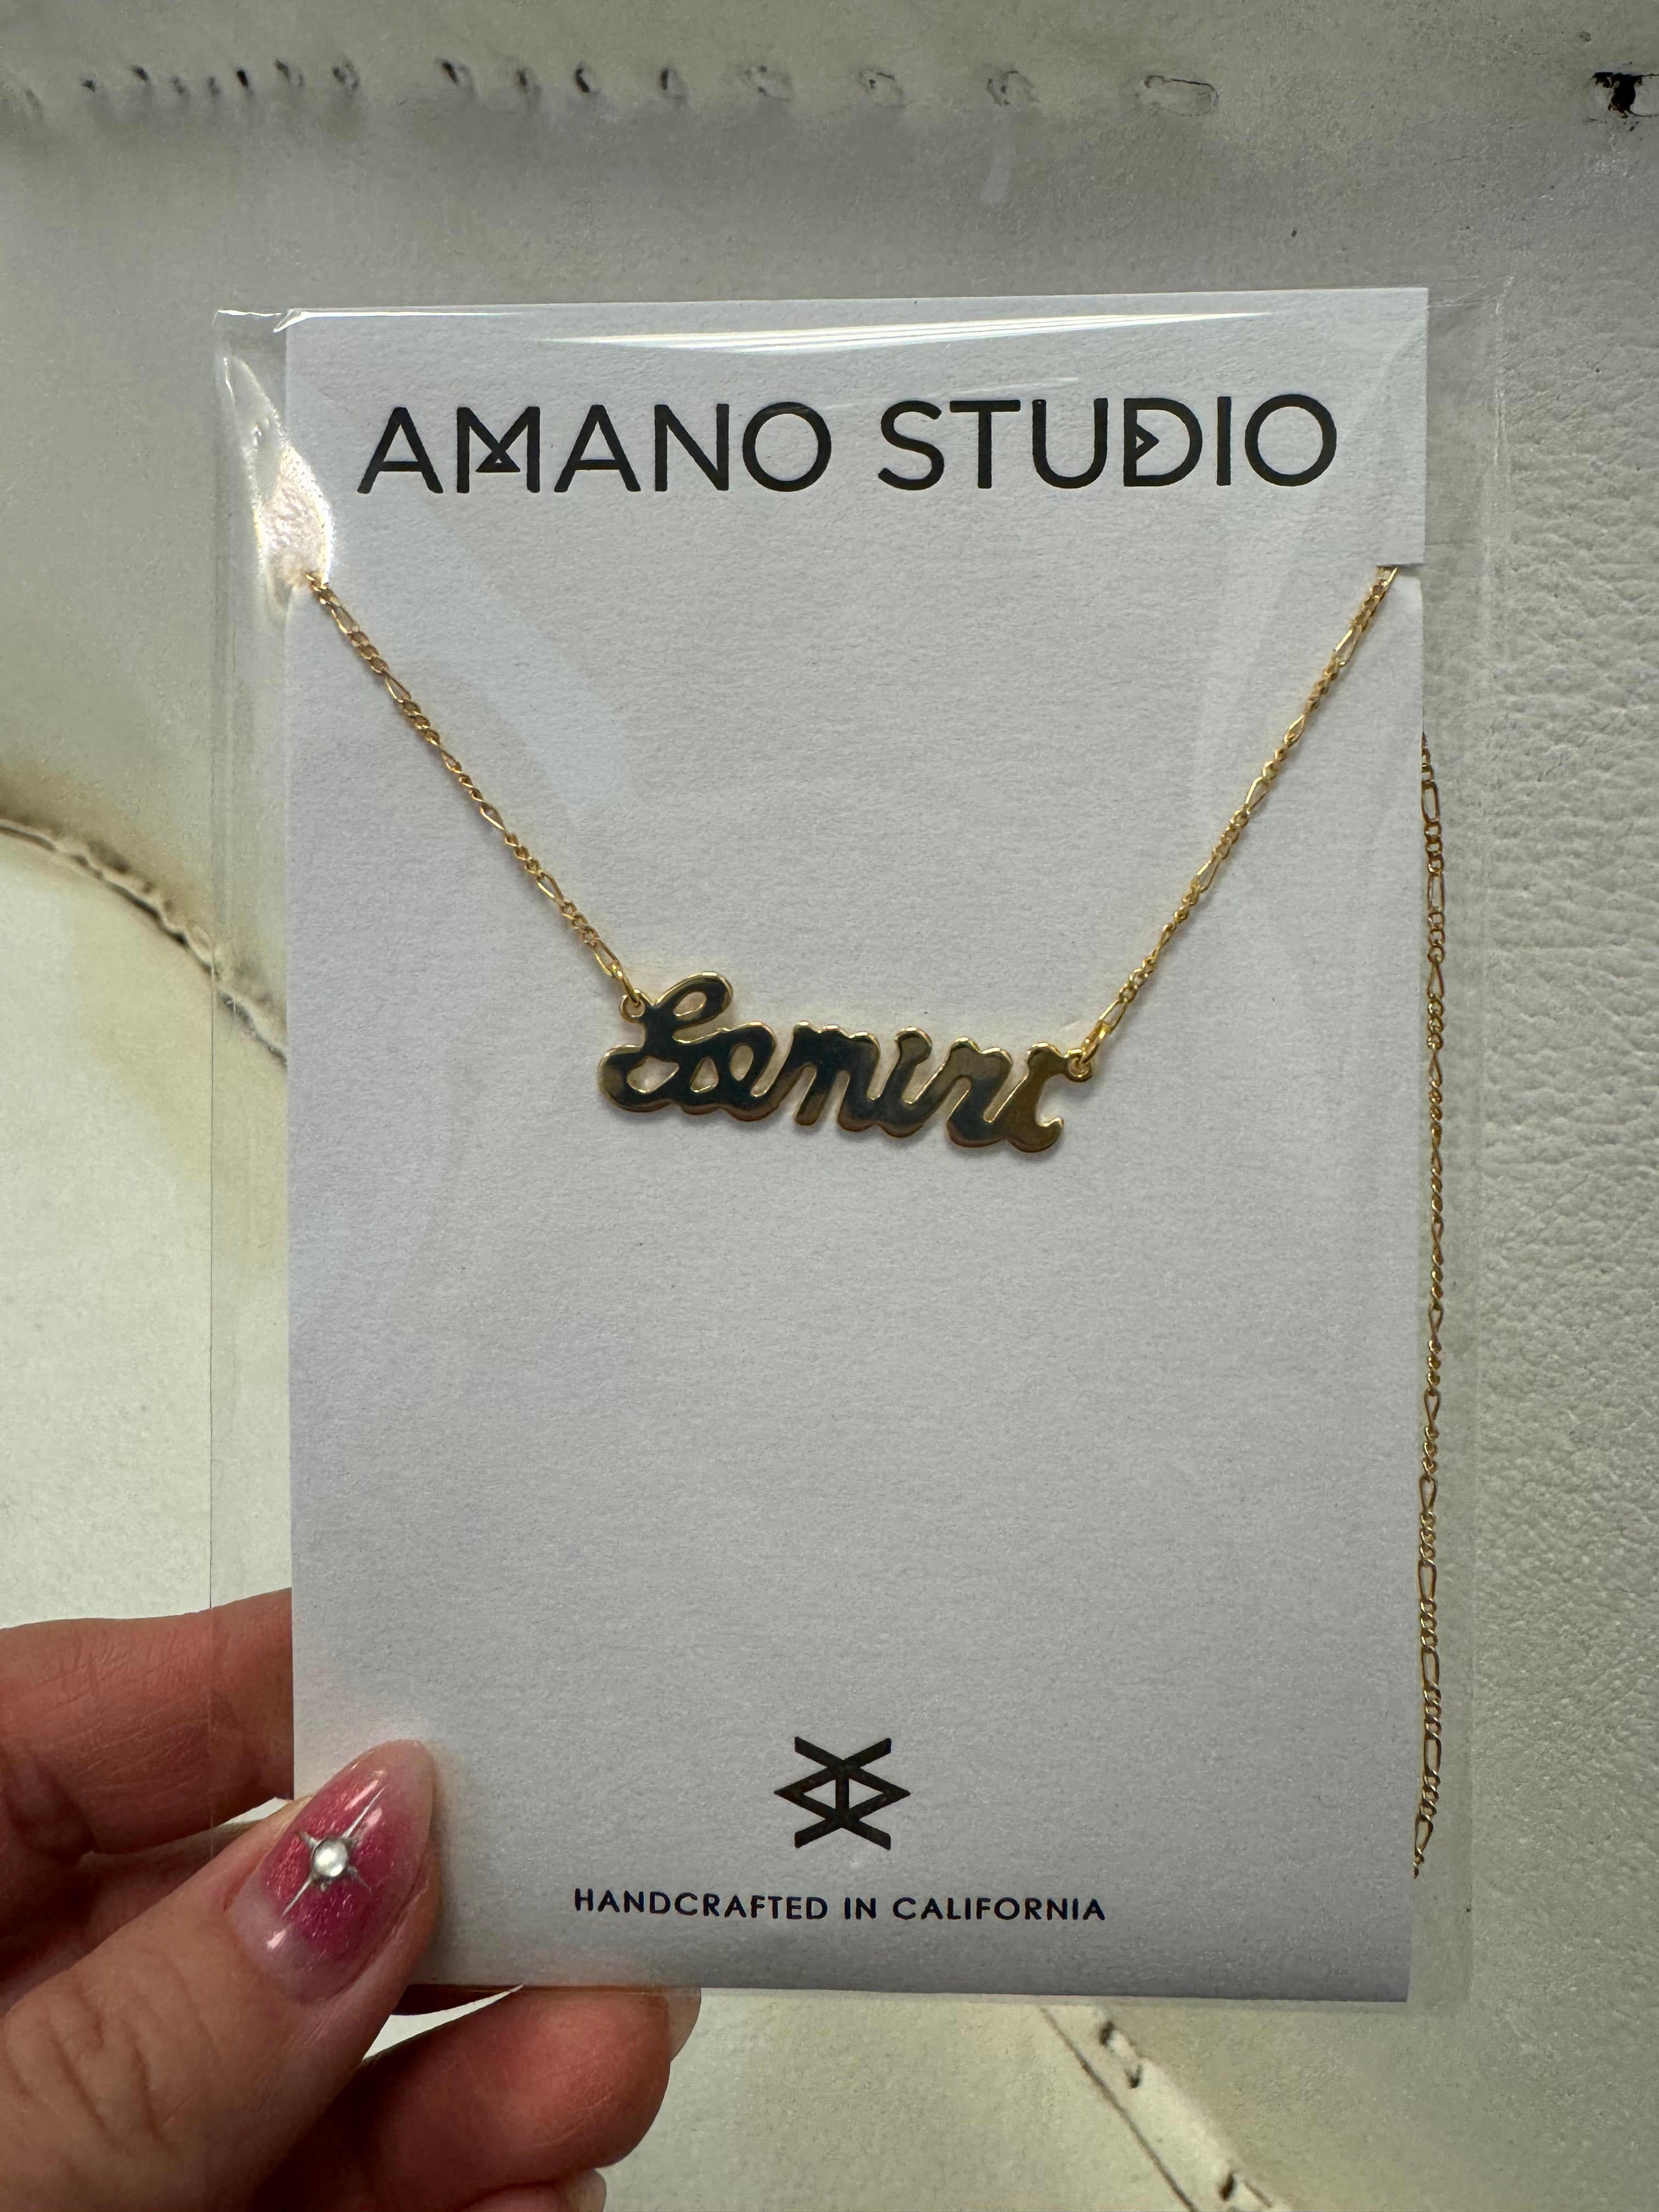 AMANO STUDIO
Gemini
HANDCRAFTED IN CALIFORNIA